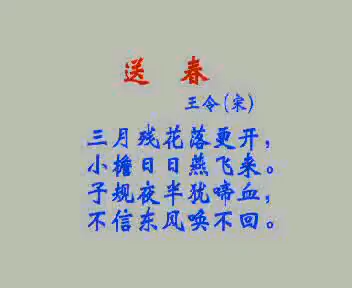 送 春
王令(宋)
三月残花落更开,
小檐日日燕飞来。
子规夜半犹啼血,
不信东风唤不回。